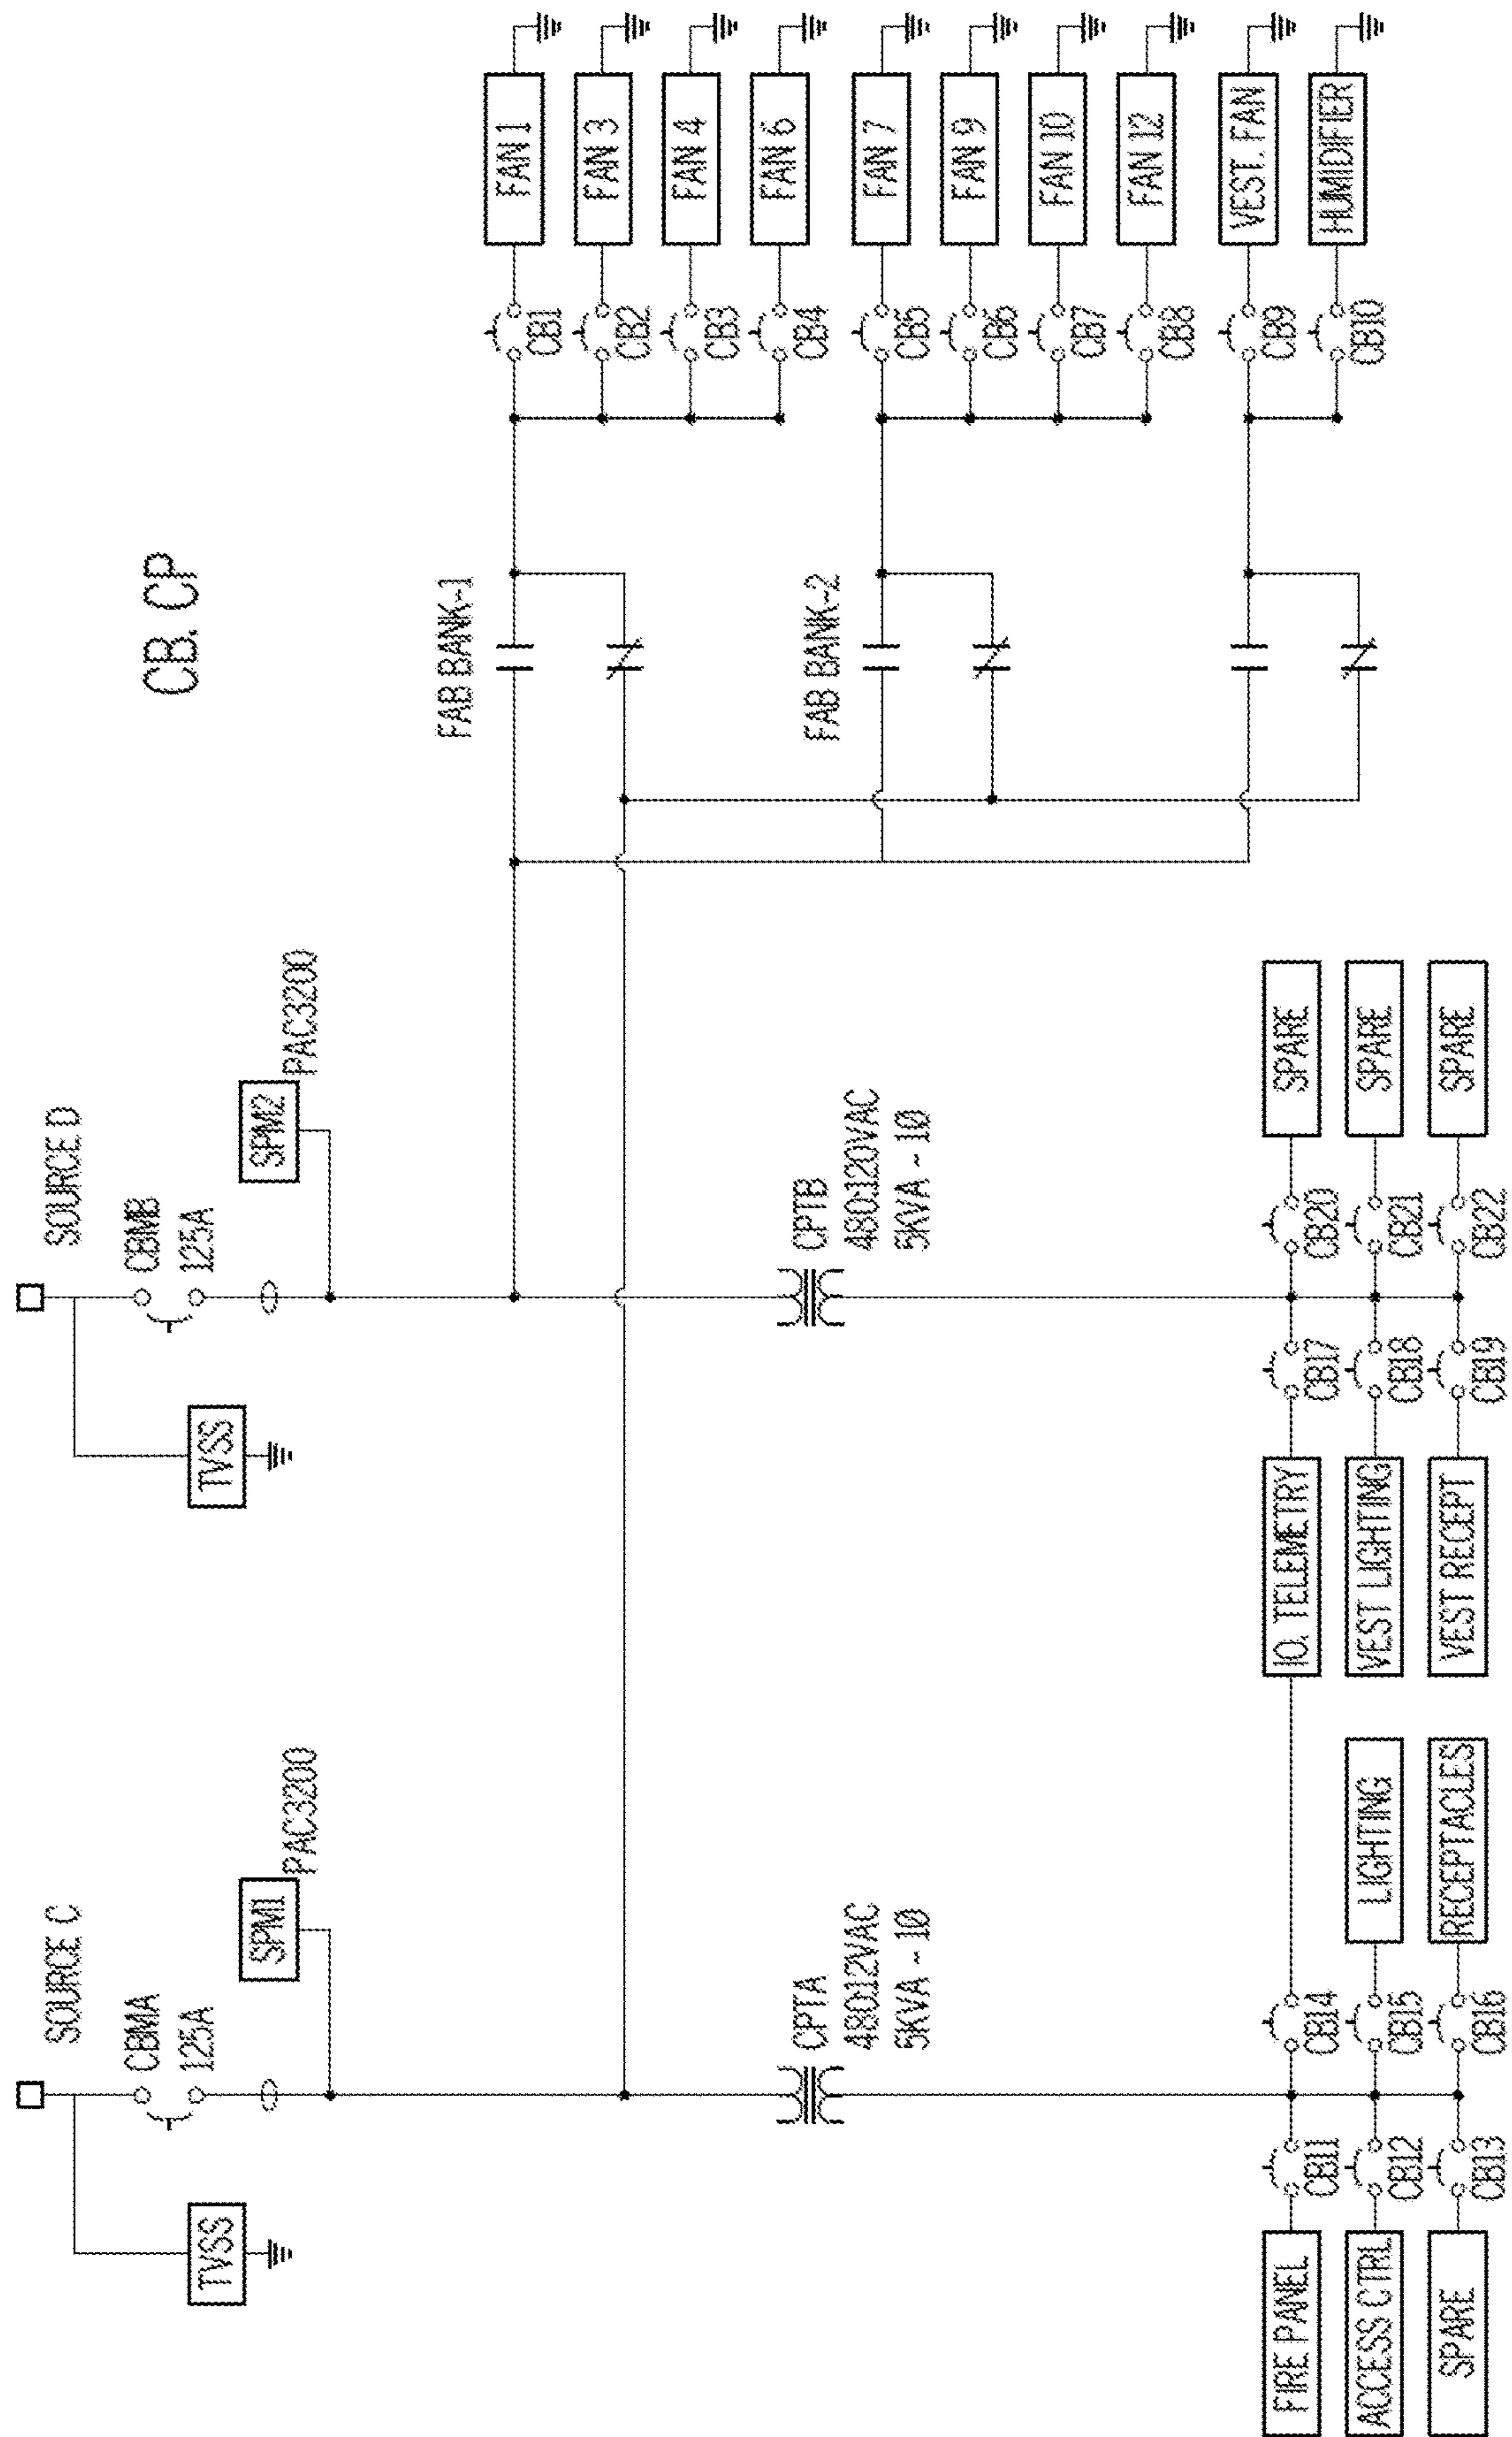 CB. CP
SOURCE C
CBMA
125A
TVSS
SPM1
PAC3200
SOURCE D
CBMB
125A
TVSS
SPM2
PAC3200
FAB BANK-1
FAB BANK-2
FAN 1
FAN 3
FAN 4
FAN 6
FAN 7
FAN 9
FAN 10
FAN 12
VEST. FAN
HUMIDIFIER
CB1
CB2
CB3
CB4
CB5
CB6
CB7
CB8
CB9
CB10
CPTA
480:12VAC
5KVA ~ 1Ø
CPTB
480:120VAC
5KVA ~ 1Ø
FIRE PANEL
CB11
CB14
IO. TELEMETRY
CB17
CB20
SPARE
ACCESS CTRL
CB12
CB15
LIGHTING
VEST LIGHTING
CB18
CB21
SPARE
SPARE
CB13
CB16
RECEPTACLES
VEST RECEPT
CB19
CB22
SPARE